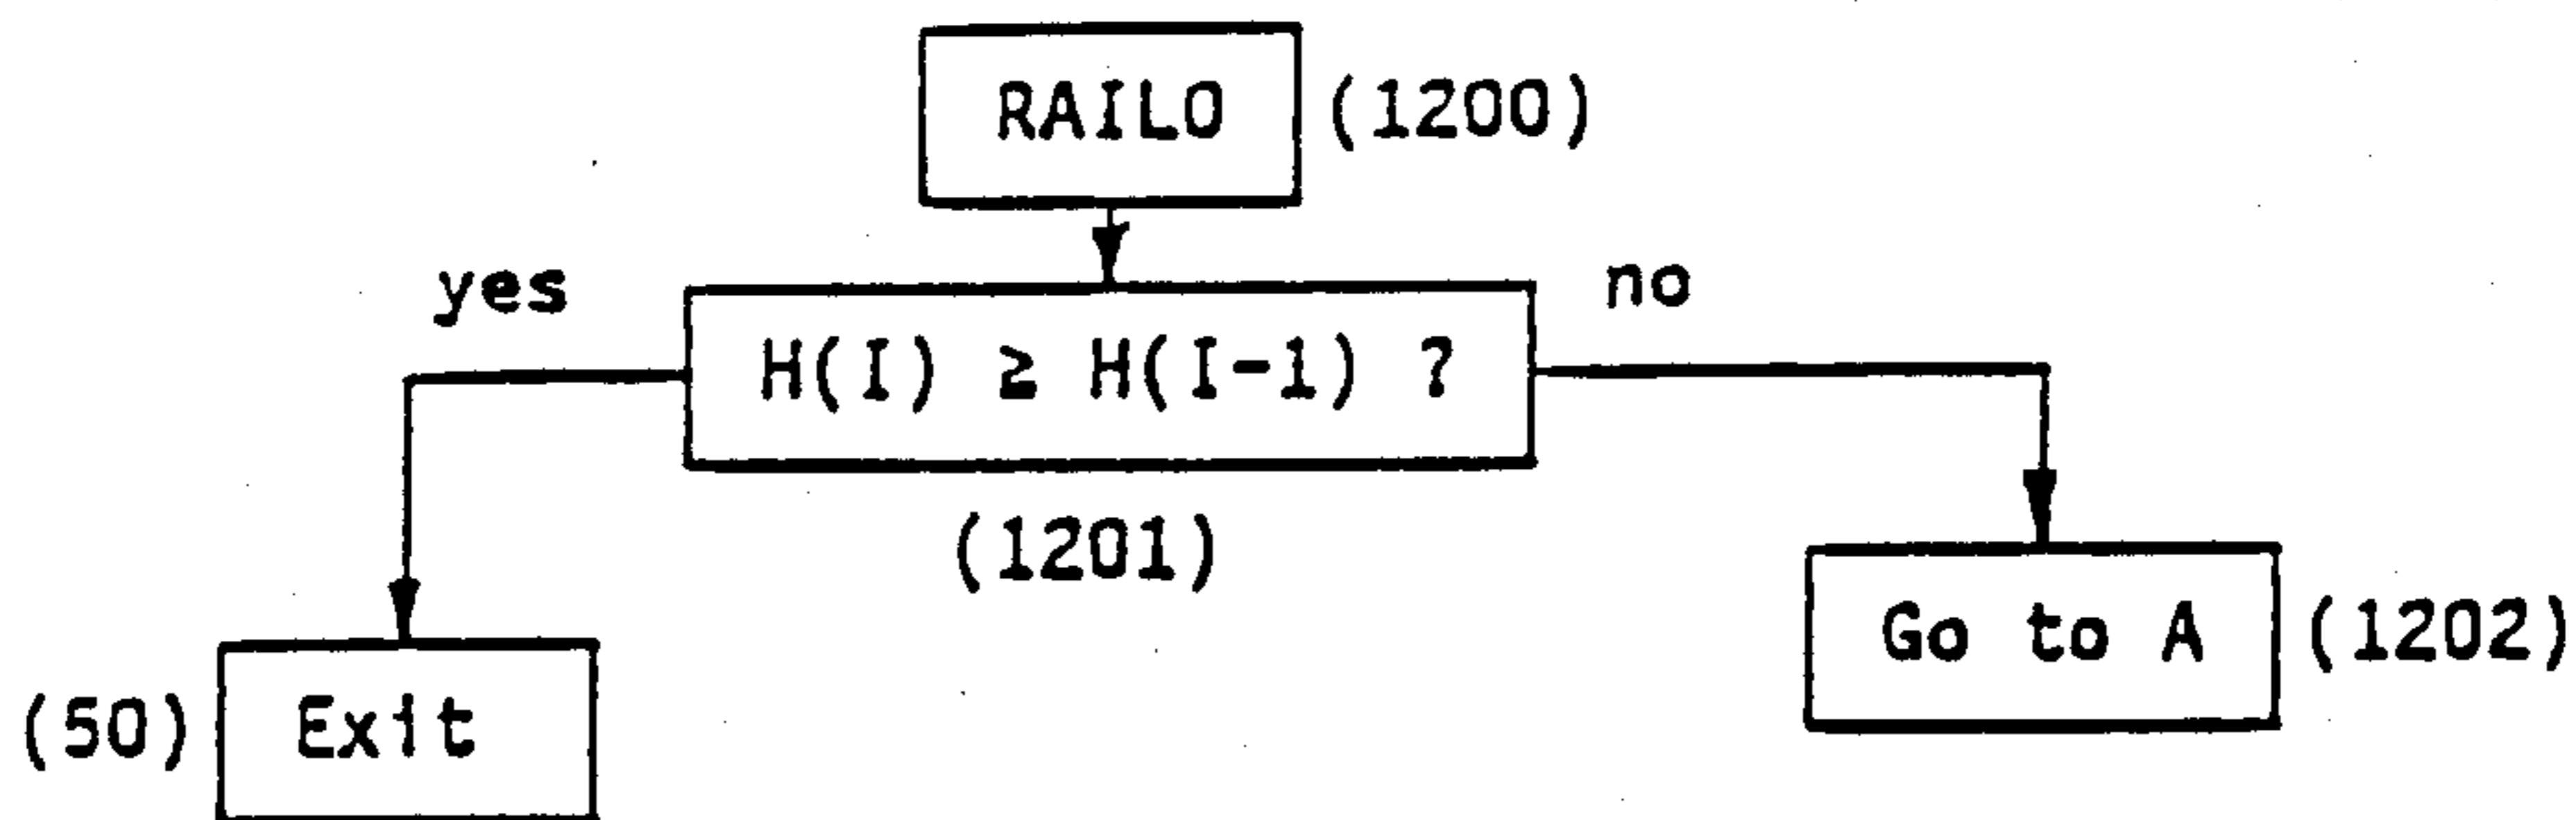 RAILO (1200)
yes
no
H(I) ≥ H(I-1) ?
(1201)
Go to A (1202)
(50) Exit